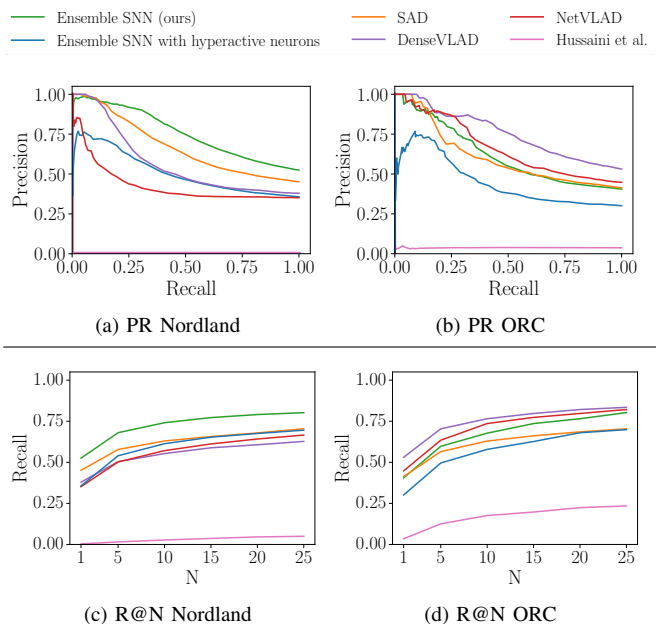 Ensemble SNN (ours)
Ensemble SNN with hyperactive neurons
SAD
DenseVLAD
NetVLAD
Hussaini et al.
1.00
0.75
0.50
0.25
0.00
Precision
0.00 0.25 0.50 0.75 1.00
Recall
(a) PR Nordland
1.00
0.75
0.50
0.25
0.00
Precision
0.00 0.25 0.50 0.75 1.00
Recall
(b) PR ORC
1.00
0.75
0.50
0.25
0.00
Recall
1 5 10 15 20 25
N
(c) R@N Nordland
1.00
0.75
0.50
0.25
0.00
Recall
1 5 10 15 20 25
N
(d) R@N ORC